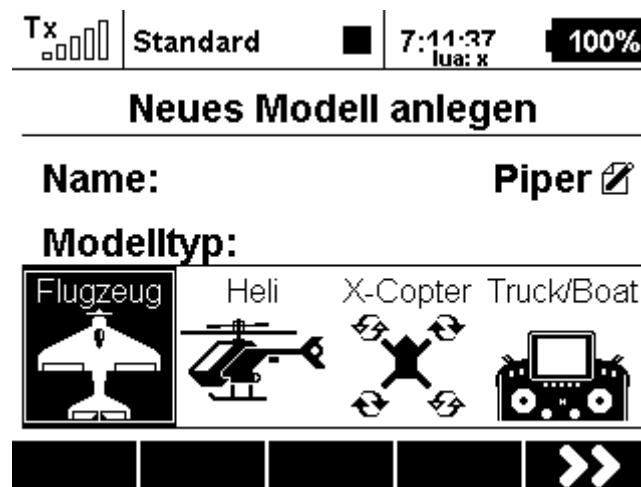 Tx Standard 7:11:37 100%
lua: x
Neues Modell anlegen
Name: Piper
Modelltyp:
Flugzeug Heli X-Copter Truck/Boat